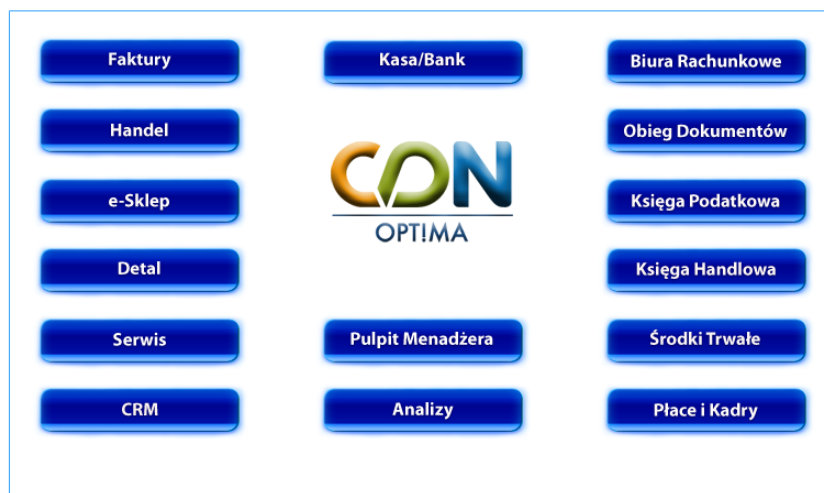 Faktury
Kasa/Bank
Biura Rachunkowe
Handel
Obieg Dokumentów
CDN
OPT!MA
e-Sklep
Księga Podatkowa
Detal
Księga Handlowa
Serwis
Pulpit Menadżera
Środki Trwałe
CRM
Analizy
Płace i Kadry